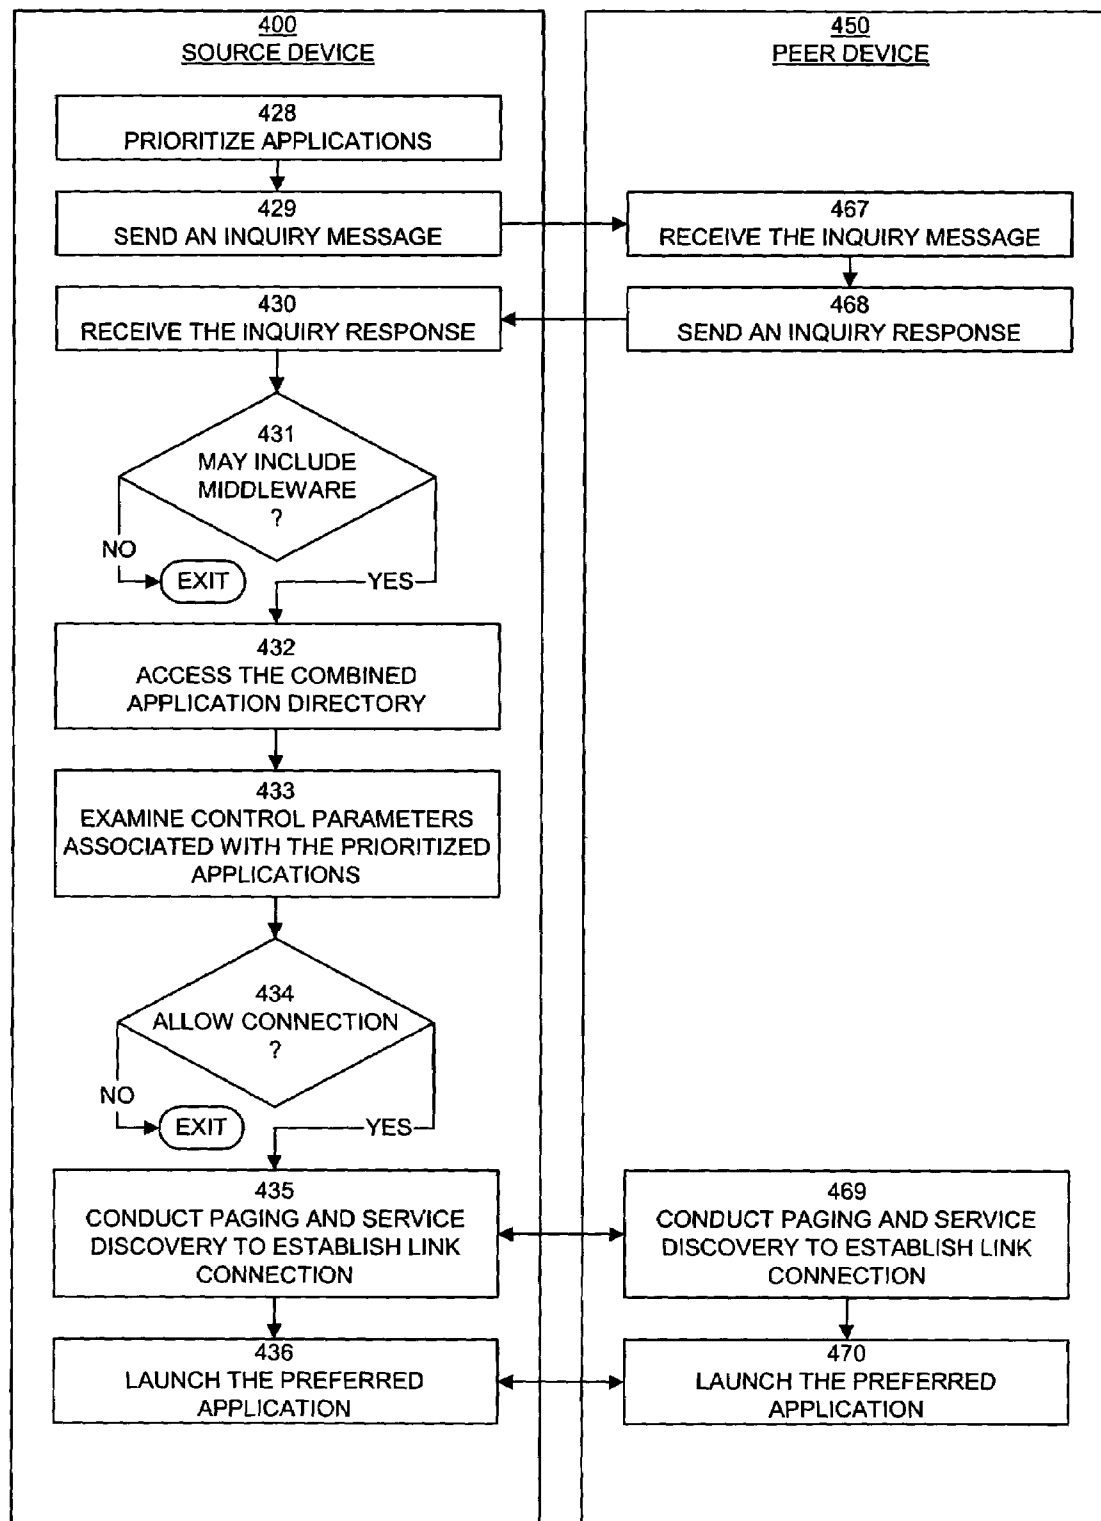 400
SOURCE DEVICE
450
PEER DEVICE
428
PRIORITIZE APPLICATIONS
429
SEND AN INQUIRY MESSAGE
467
RECEIVE THE INQUIRY MESSAGE
430
RECEIVE THE INQUIRY RESPONSE
468
SEND AN INQUIRY RESPONSE
431
MAY INCLUDE
MIDDLEWARE
?
NO
EXIT
YES
432
ACCESS THE COMBINED
APPLICATION DIRECTORY
433
EXAMINE CONTROL PARAMETERS
ASSOCIATED WITH THE PRIORITIZED
APPLICATIONS
434
ALLOW CONNECTION
?
NO
EXIT
YES
435
CONDUCT PAGING AND SERVICE
DISCOVERY TO ESTABLISH LINK
CONNECTION
469
CONDUCT PAGING AND SERVICE
DISCOVERY TO ESTABLISH LINK
CONNECTION
436
LAUNCH THE PREFERRED
APPLICATION
470
LAUNCH THE PREFERRED
APPLICATION